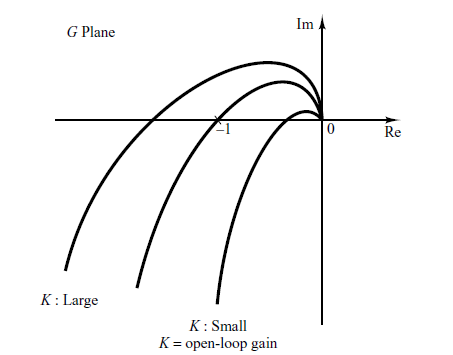 Im
G Plane
−1
0
Re
K : Large
K : Small
K = open-loop gain